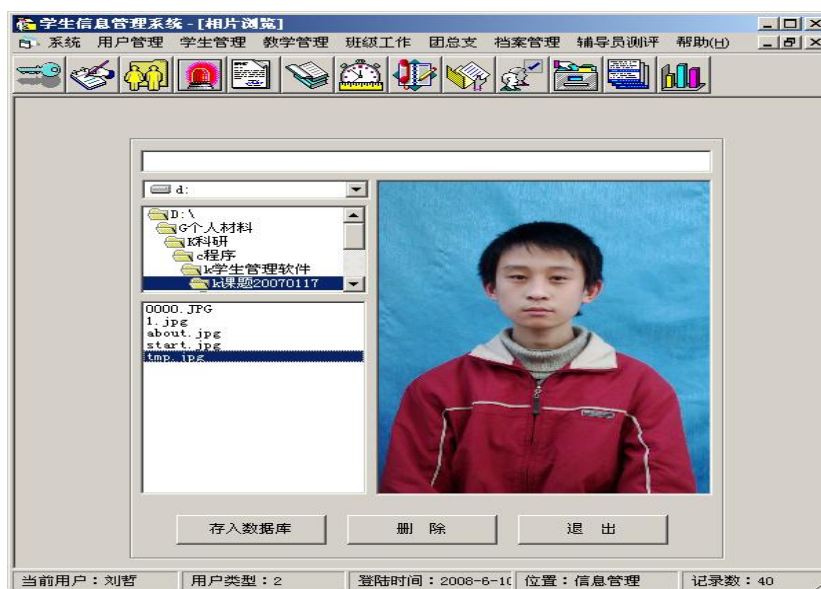 学生信息管理系统 - [相片浏览]
系统 用户管理 学生管理 教学管理 班级工作 团总支 档案管理 辅导员测评 帮助(H)
d:
D:\
G个人材料
K科研
c程序
k学生管理软件
k课题20070117
0000.JPG
1.jpg
about.jpg
start.jpg
tmp.jpg
存入数据库 删 除 退 出
当前用户：刘哲 用户类型：2 登陆时间：2008-6-10 位置：信息管理 记录数：40